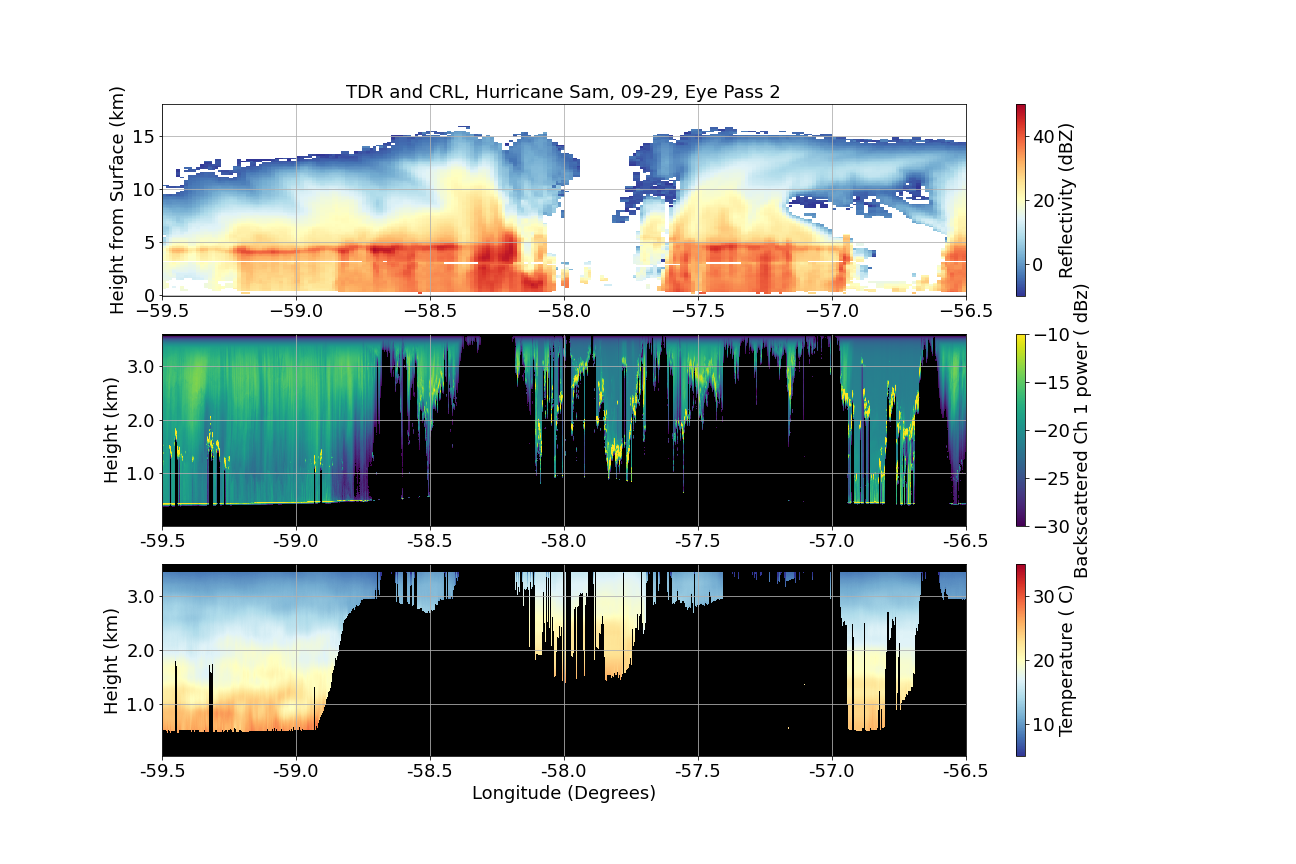 TDR and CRL, Hurricane Sam, 09-29, Eye Pass 2
Height from Surface (km)
15
10
5
0
−59.5 −59.0 −58.5 −58.0 −57.5 −57.0 −56.5
40
20
0
Reflectivity (dBZ)
Height (km)
3.0
2.0
1.0
-59.5 -59.0 -58.5 -58.0 -57.5 -57.0 -56.5
−10
−15
−20
−25
−30
Backscattered Ch 1 power ( dBz)
Height (km)
3.0
2.0
1.0
-59.5 -59.0 -58.5 -58.0 -57.5 -57.0 -56.5
Longitude (Degrees)
30
20
10
Temperature ( C)